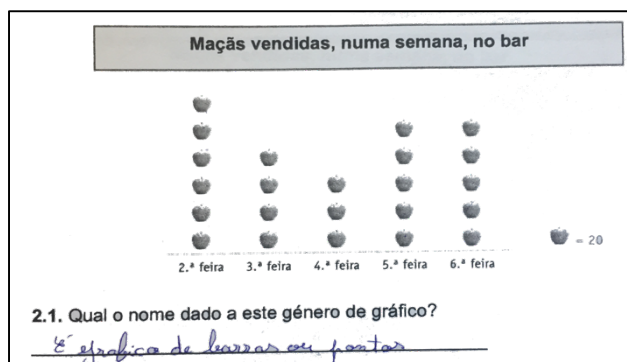 Maçãs vendidas, numa semana, no bar
= 20
2.ª feira 3.ª feira 4.ª feira 5.ª feira 6.ª feira
2.1. Qual o nome dado a este género de gráfico?
É grafico de barras ou pontos